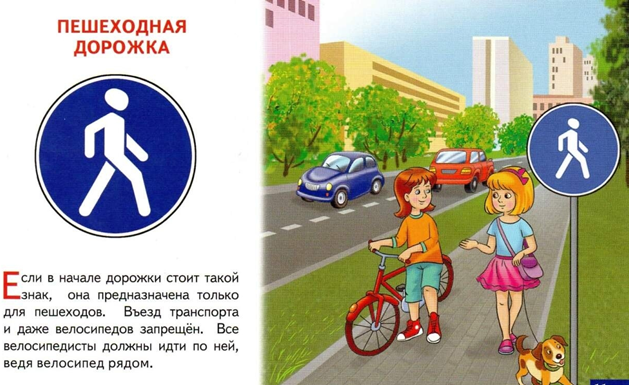 ПЕШЕХОДНАЯ
ДОРОЖКА
Если в начале дорожки стоит такой
знак, она предназначена только
для пешеходов. Въезд транспорта
и даже велосипедов запрещён. Все
велосипедисты должны идти по ней,
ведя велосипед рядом.